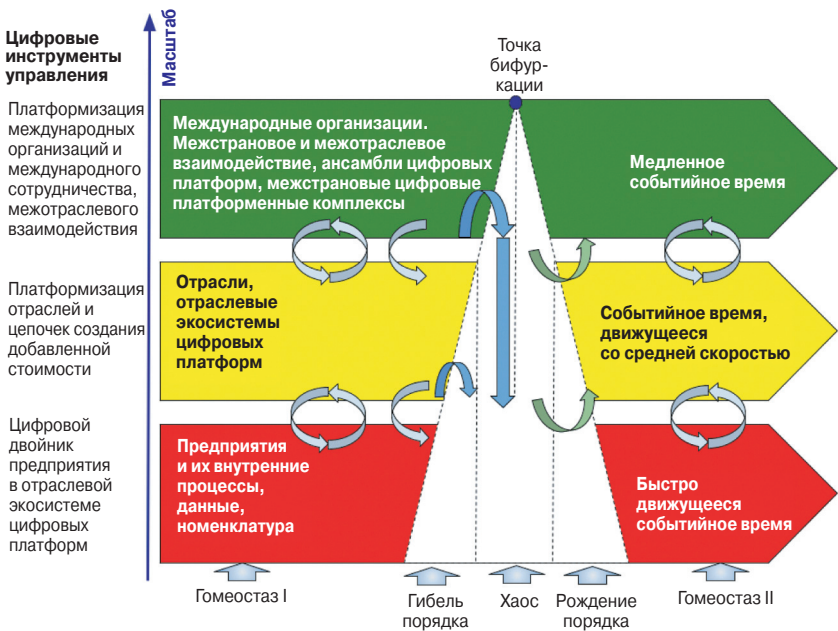 Цифровые
инструменты
управления
Масштаб
Точка
бифур-
кации
Платформизация
международных
организаций и
международного
сотрудничества,
межотраслевого
взаимодействия
Международные организации.
Межстрановое и межотраслевое
взаимодействие, ансамбли цифровых
платформ, межстрановые цифровые
платформенные комплексы
Медленное
событийное время
Платформизация
отраслей и
цепочек создания
добавленной
стоимости
Отрасли,
отраслевые
экосистемы
цифровых
платформ
Событийное время,
движущееся
со средней скоростью
Цифровой
двойник
предприятия
в отраслевой
экосистеме
цифровых
платформ
Предприятия
и их внутренние
процессы,
данные,
номенклатура
Быстро
движущееся
событийное время
Гомеостаз I
Гибель
порядка
Хаос
Рождение
порядка
Гомеостаз II